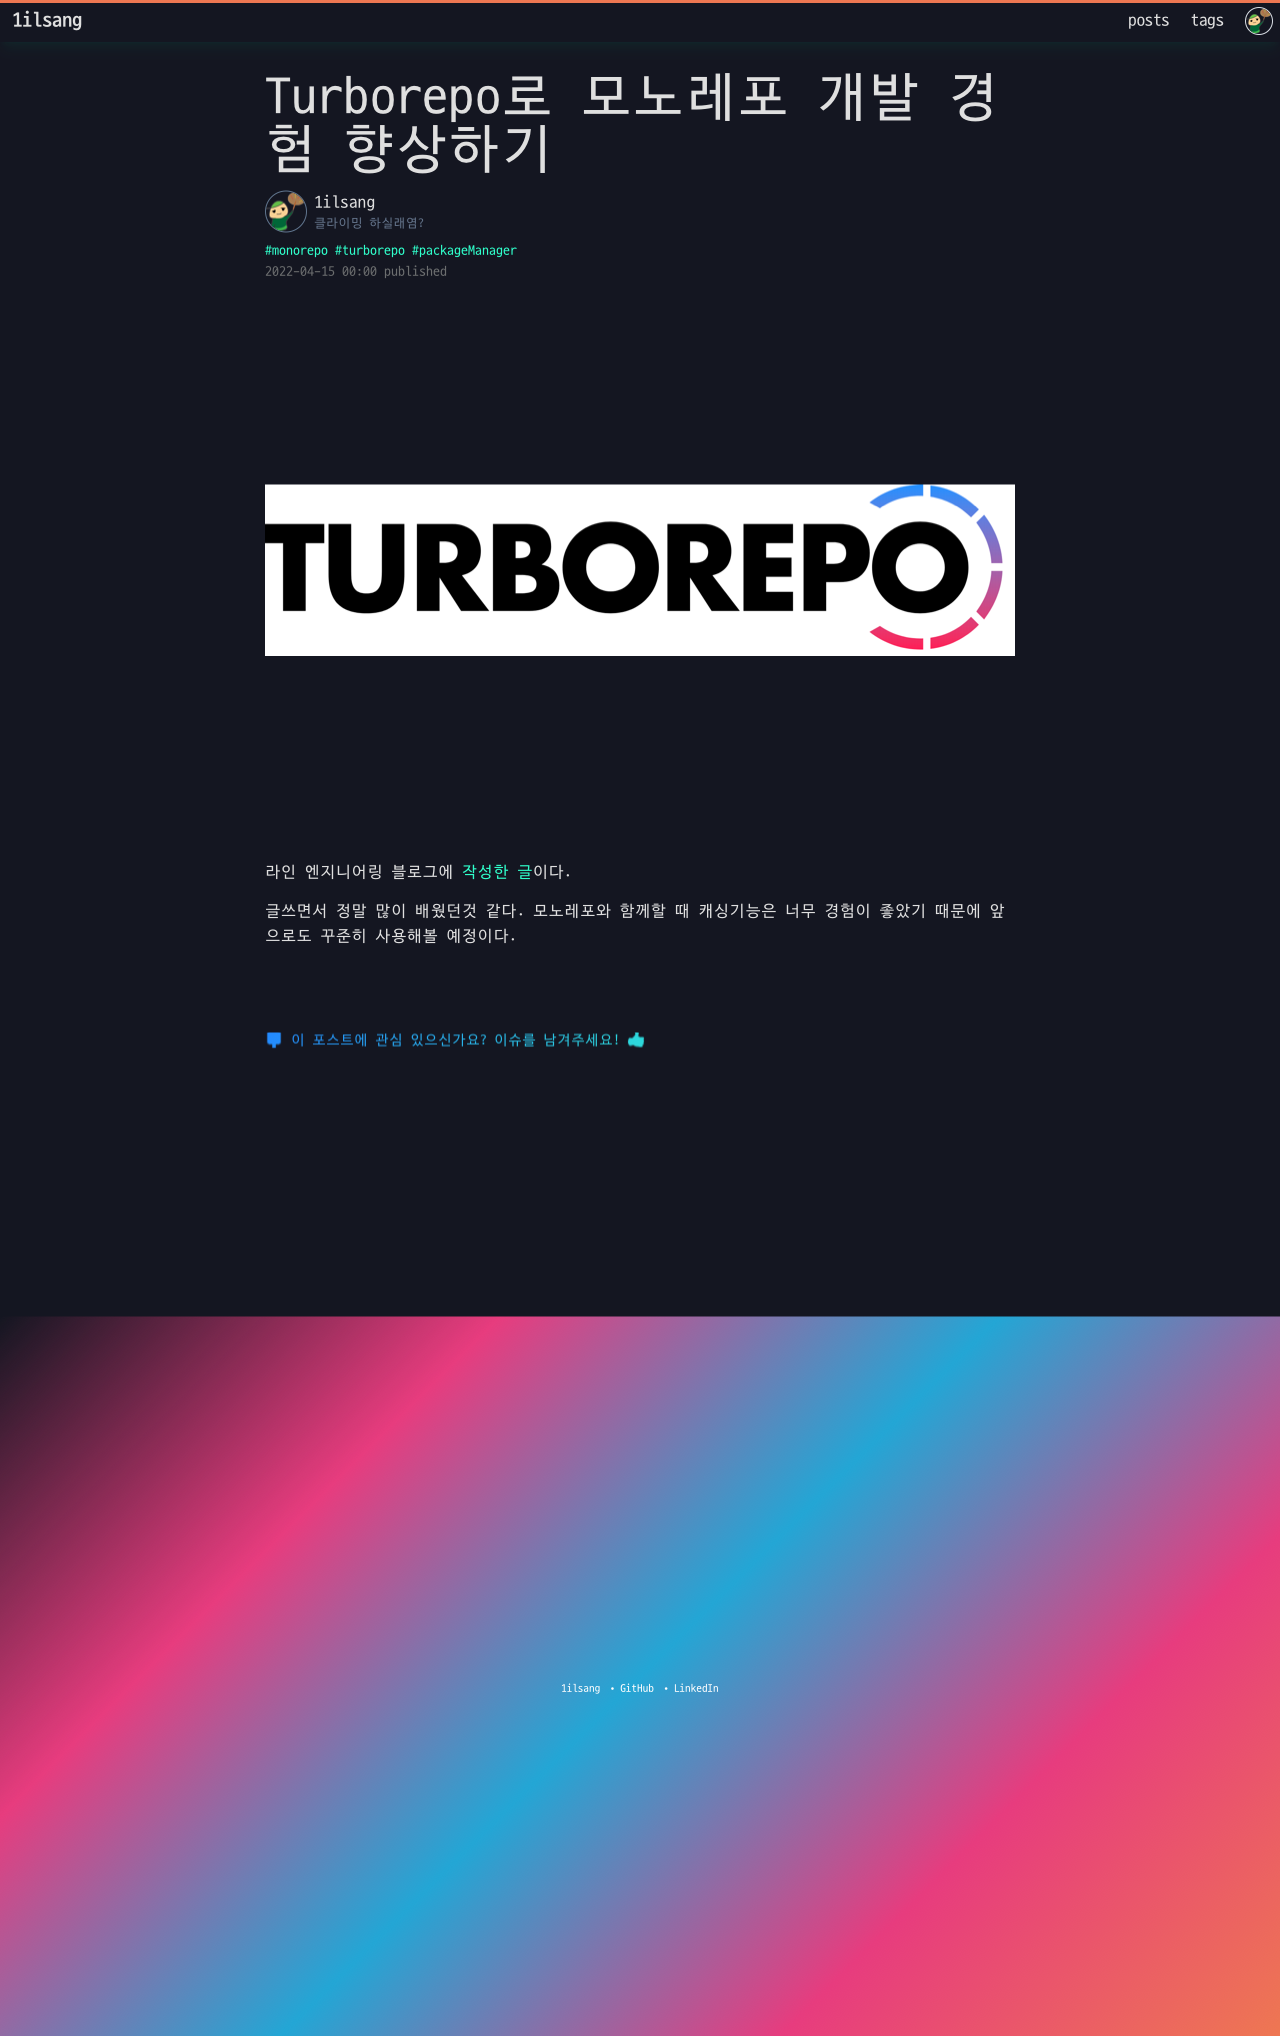 1ilsang
posts tags
Turborepo로 모노레포 개발 경
험 향상하기
1ilsang
클라이밍 하실래염?
#monorepo #turborepo #packageManager
2022-04-15 00:00 published
TURBOREPO
라인 엔지니어링 블로그에 작성한 글이다.
글쓰면서 정말 많이 배웠던것 같다. 모노레포와 함께할 때 캐싱기능은 너무 경험이 좋았기 때문에 앞
으로도 꾸준히 사용해볼 예정이다.
이 포스트에 관심 있으신가요? 이슈를 남겨주세요!
1ilsang • GitHub • LinkedIn